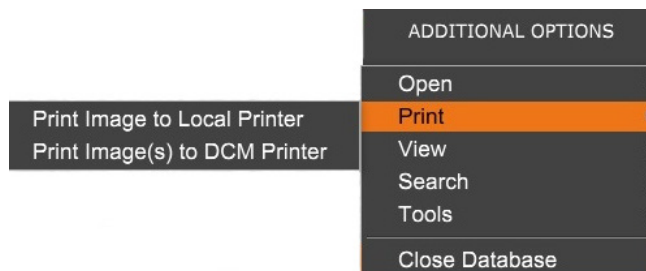 ADDITIONAL OPTIONS
Open
Print
Print Image to Local Printer
Print Image(s) to DCM Printer
View
Search
Tools
Close Database